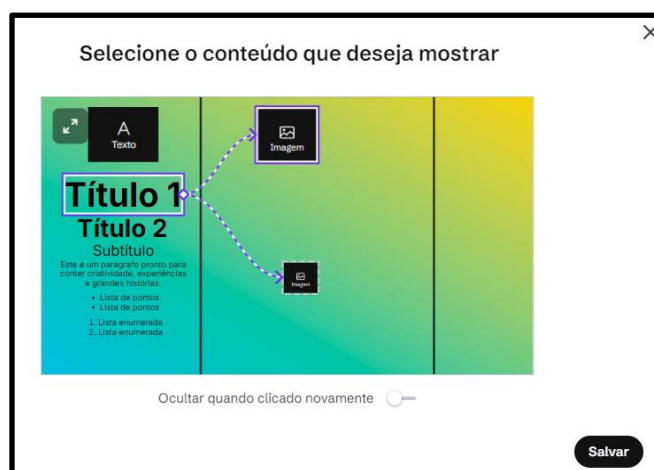 Selecione o conteúdo que deseja mostrar
A
Texto
Imagem
Título 1
Título 2
Subtítulo
Este é um parágrafo pronto para
conter criatividade, experiências
e grandes histórias.
• Lista de pontos
• Lista de pontos
1. Lista enumerada
2. Lista enumerada
Imagem
Ocultar quando clicado novamente
Salvar